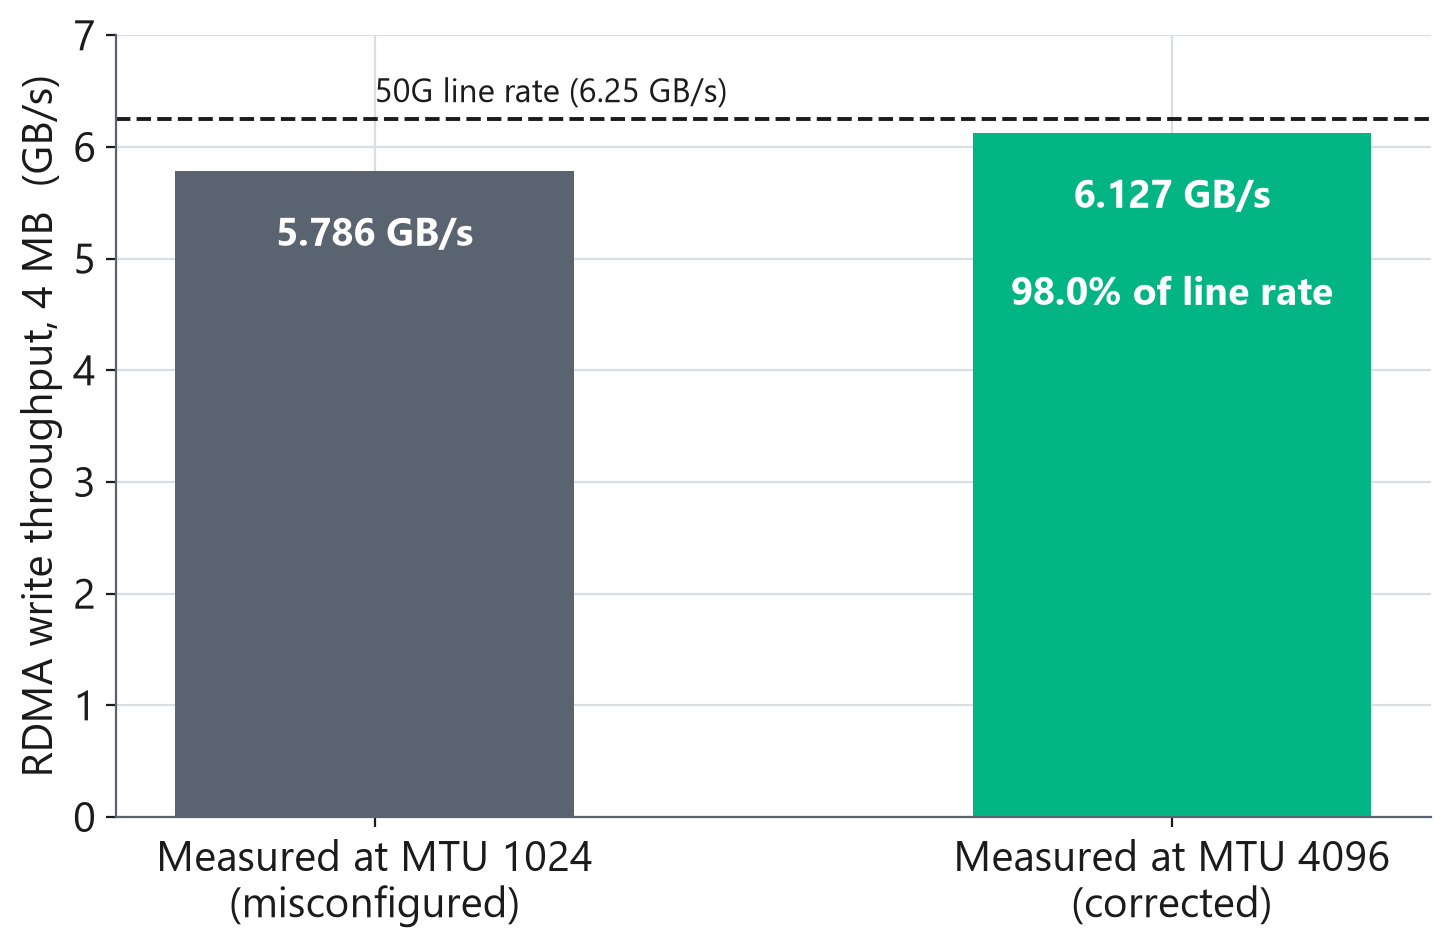 RDMA write throughput, 4 MB (GB/s)
7
6
5
4
3
2
1
0
50G line rate (6.25 GB/s)
5.786 GB/s
6.127 GB/s
98.0% of line rate
Measured at MTU 1024
(misconfigured)
Measured at MTU 4096
(corrected)